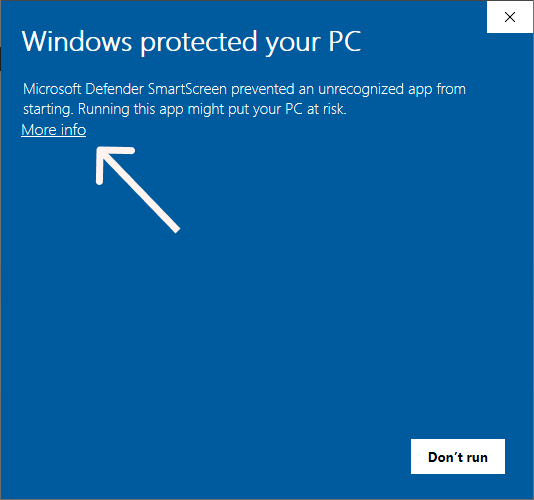 Windows protected your PC
Microsoft Defender SmartScreen prevented an unrecognized app from
starting. Running this app might put your PC at risk.
More info
Don't run